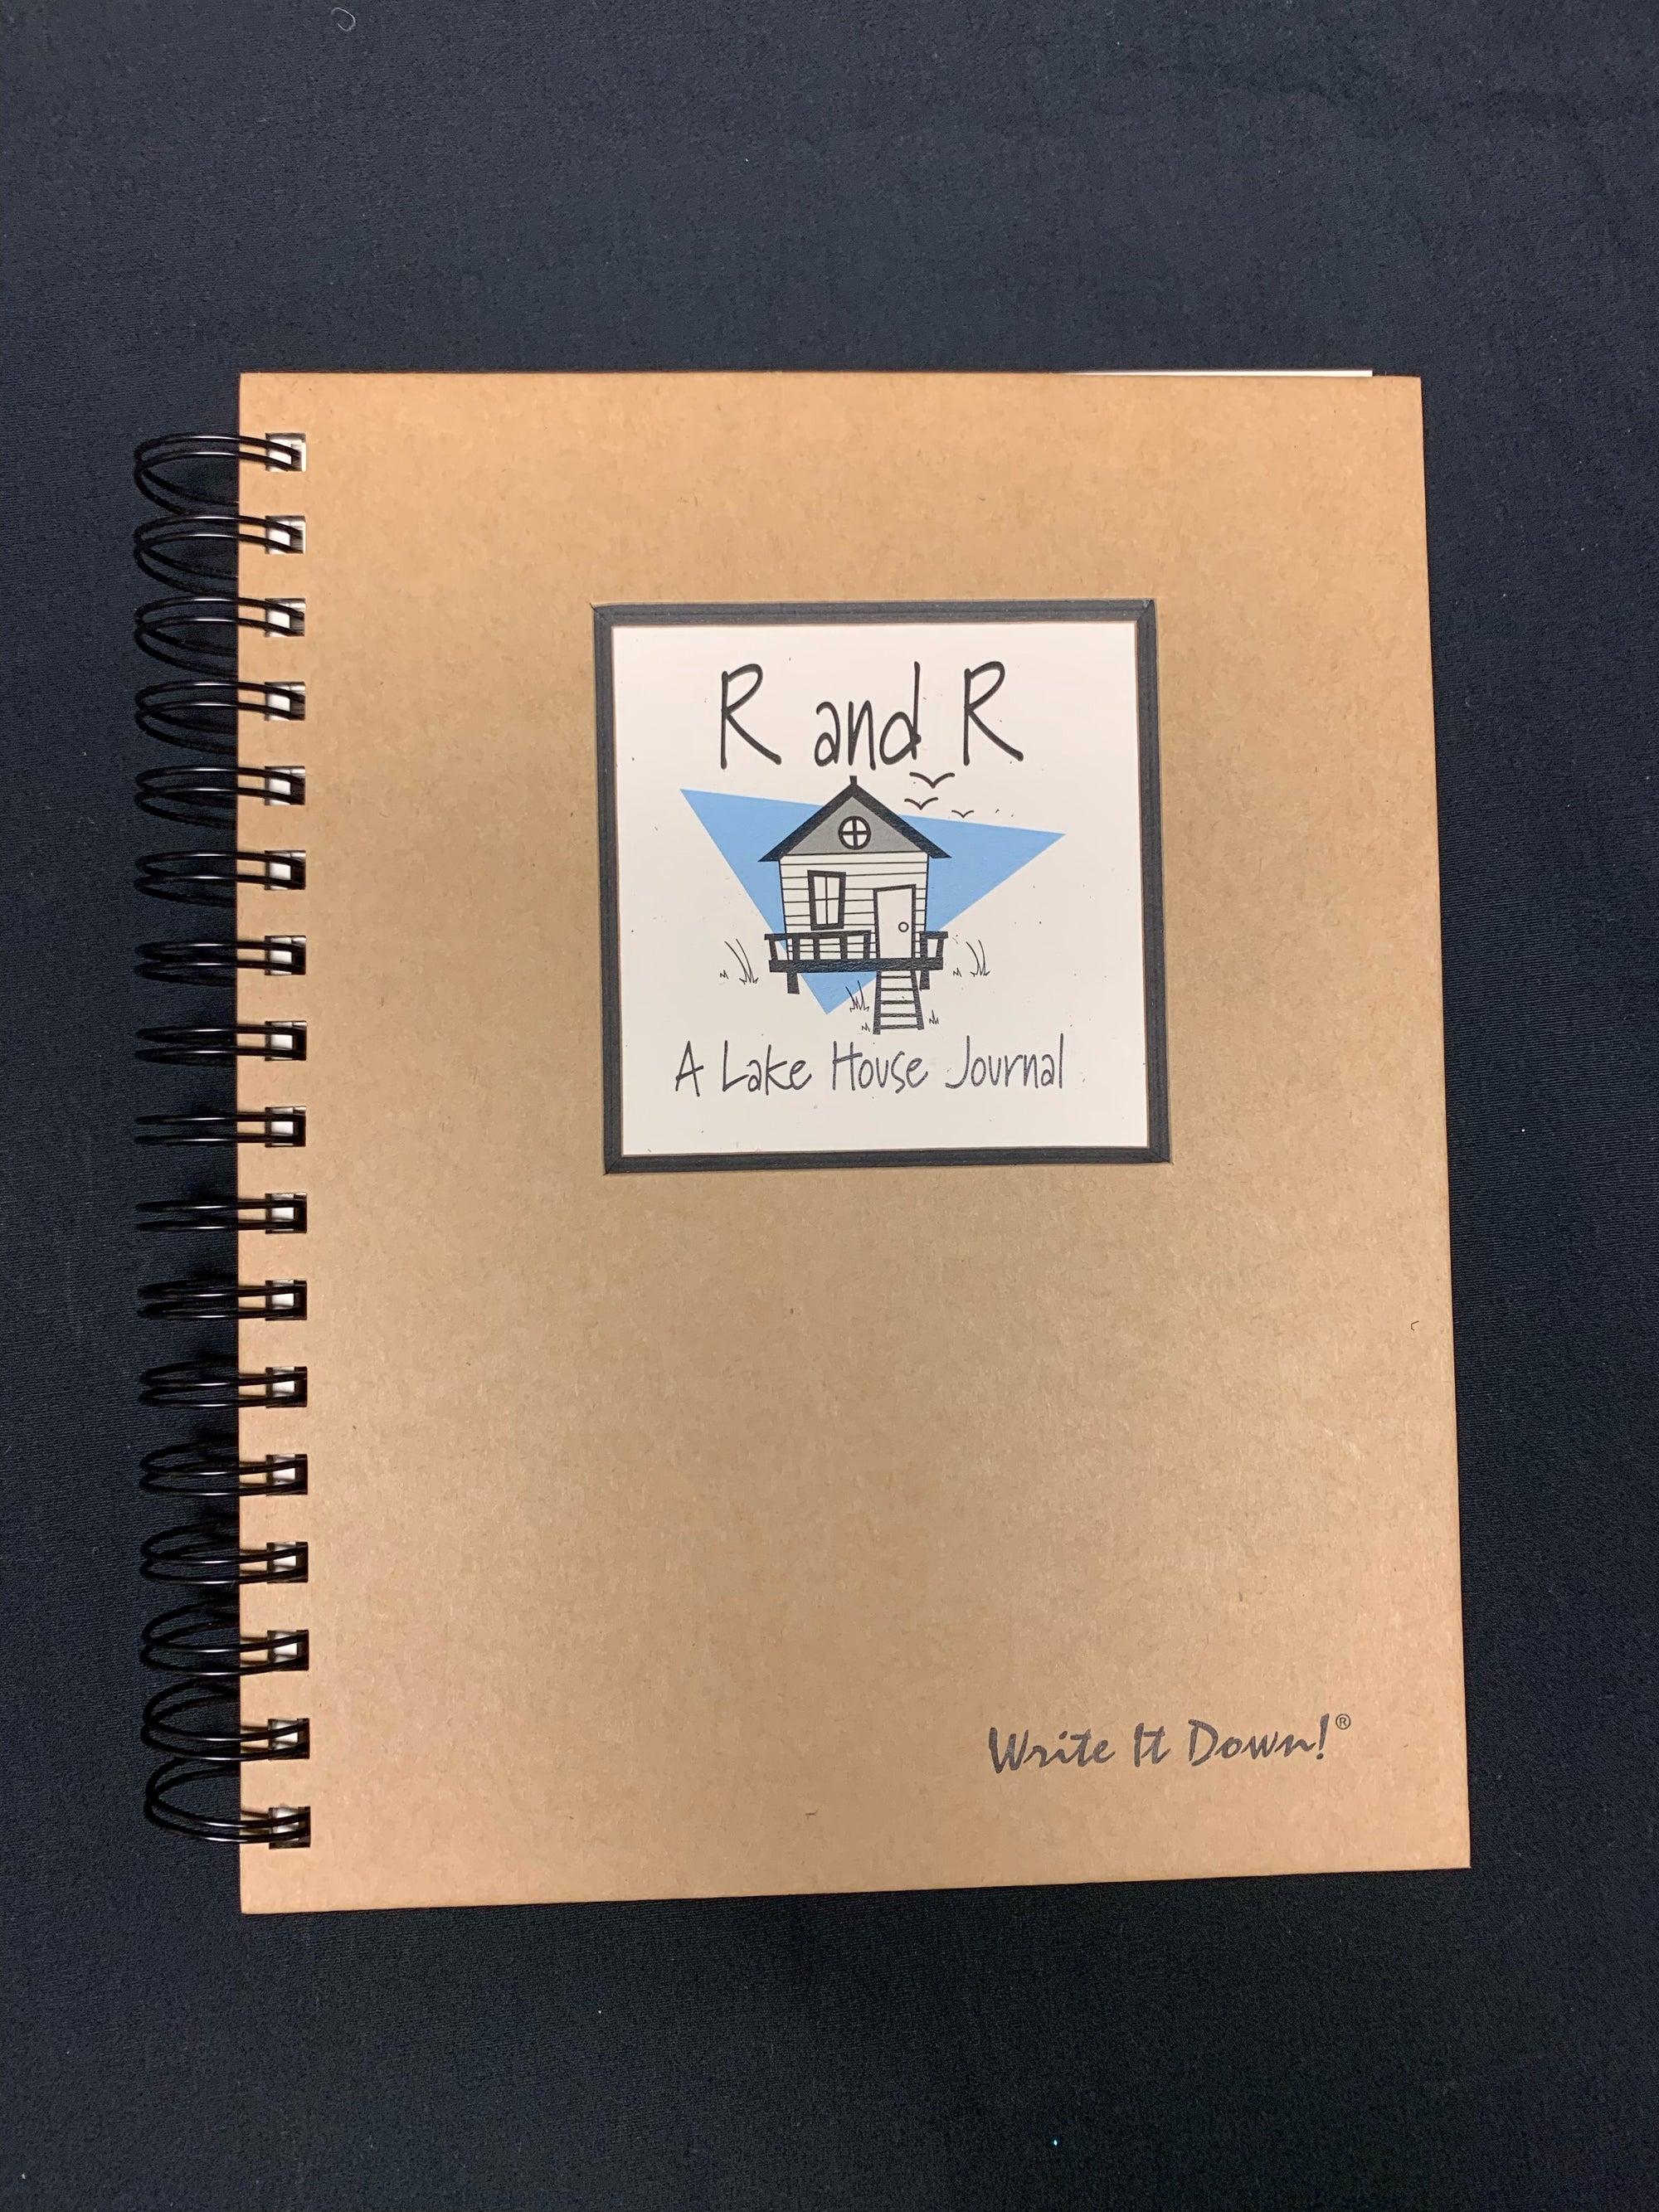 R and R
A Lake House Journal
Write It Down!®